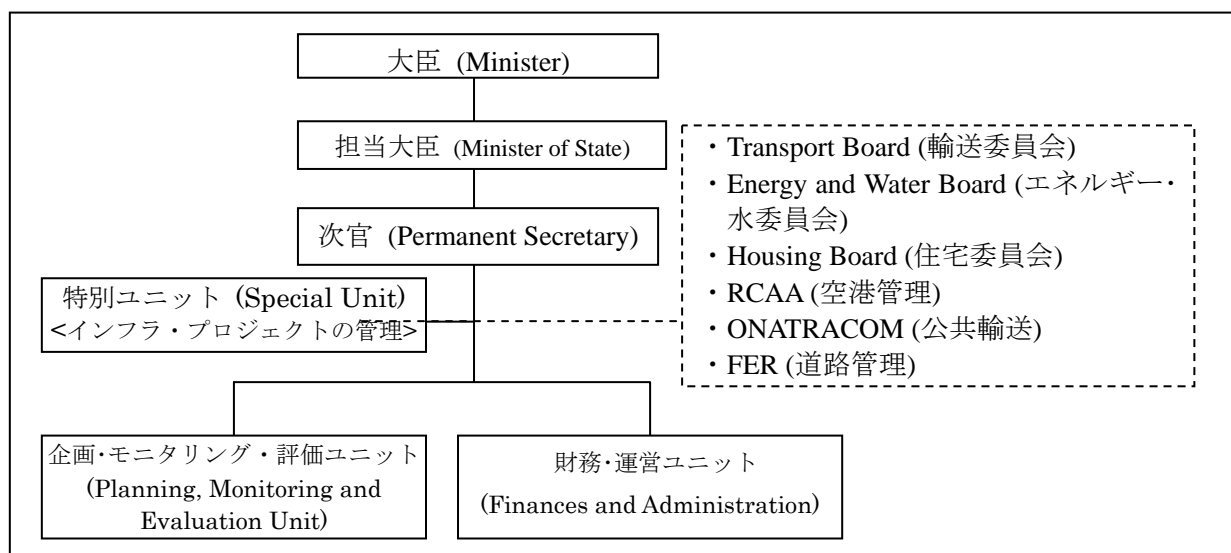 大臣 (Minister)
担当大臣 (Minister of State)
次官 (Permanent Secretary)
・Transport Board (輸送委員会)
・Energy and Water Board (エネルギー・
水委員会)
・Housing Board (住宅委員会)
・RCAA (空港管理)
・ONATRACOM (公共輸送)
・FER (道路管理)
特別ユニット (Special Unit)
<インフラ・プロジェクトの管理>
企画・モニタリング・評価ユニット
(Planning, Monitoring and
Evaluation Unit)
財務・運営ユニット
(Finances and Administration)